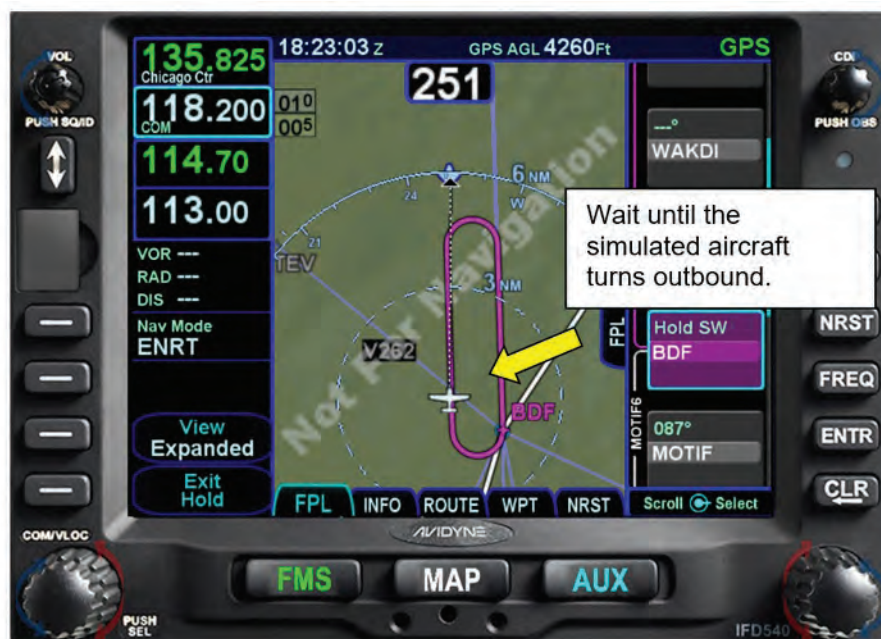 VOL
PUSH SQ/ID
135.825
Chicago Ctr
118.200
COM
114.70
113.00
VOR ---
RAD ---
DIS ---
Nav Mode
ENRT
View
Expanded
Exit
Hold
COM/VLOC
PUSH
SEL
18:23:03 Z
GPS AGL 4260Ft
GPS
251
01⁰
00⁵
6 NM
W
24
21
TEV
3 NM
V262
BDF
Not For Navigation
Wait until the
simulated aircraft
turns outbound.
FPL
---°
WAKDI
Hold SW
BDF
MOTIF6
087°
MOTIF
Scroll Select
FPL INFO ROUTE WPT NRST
AVIDYNE
FMS MAP AUX
CDI
PUSH OBS
NRST
FREQ
ENTR
CLR
IFD540